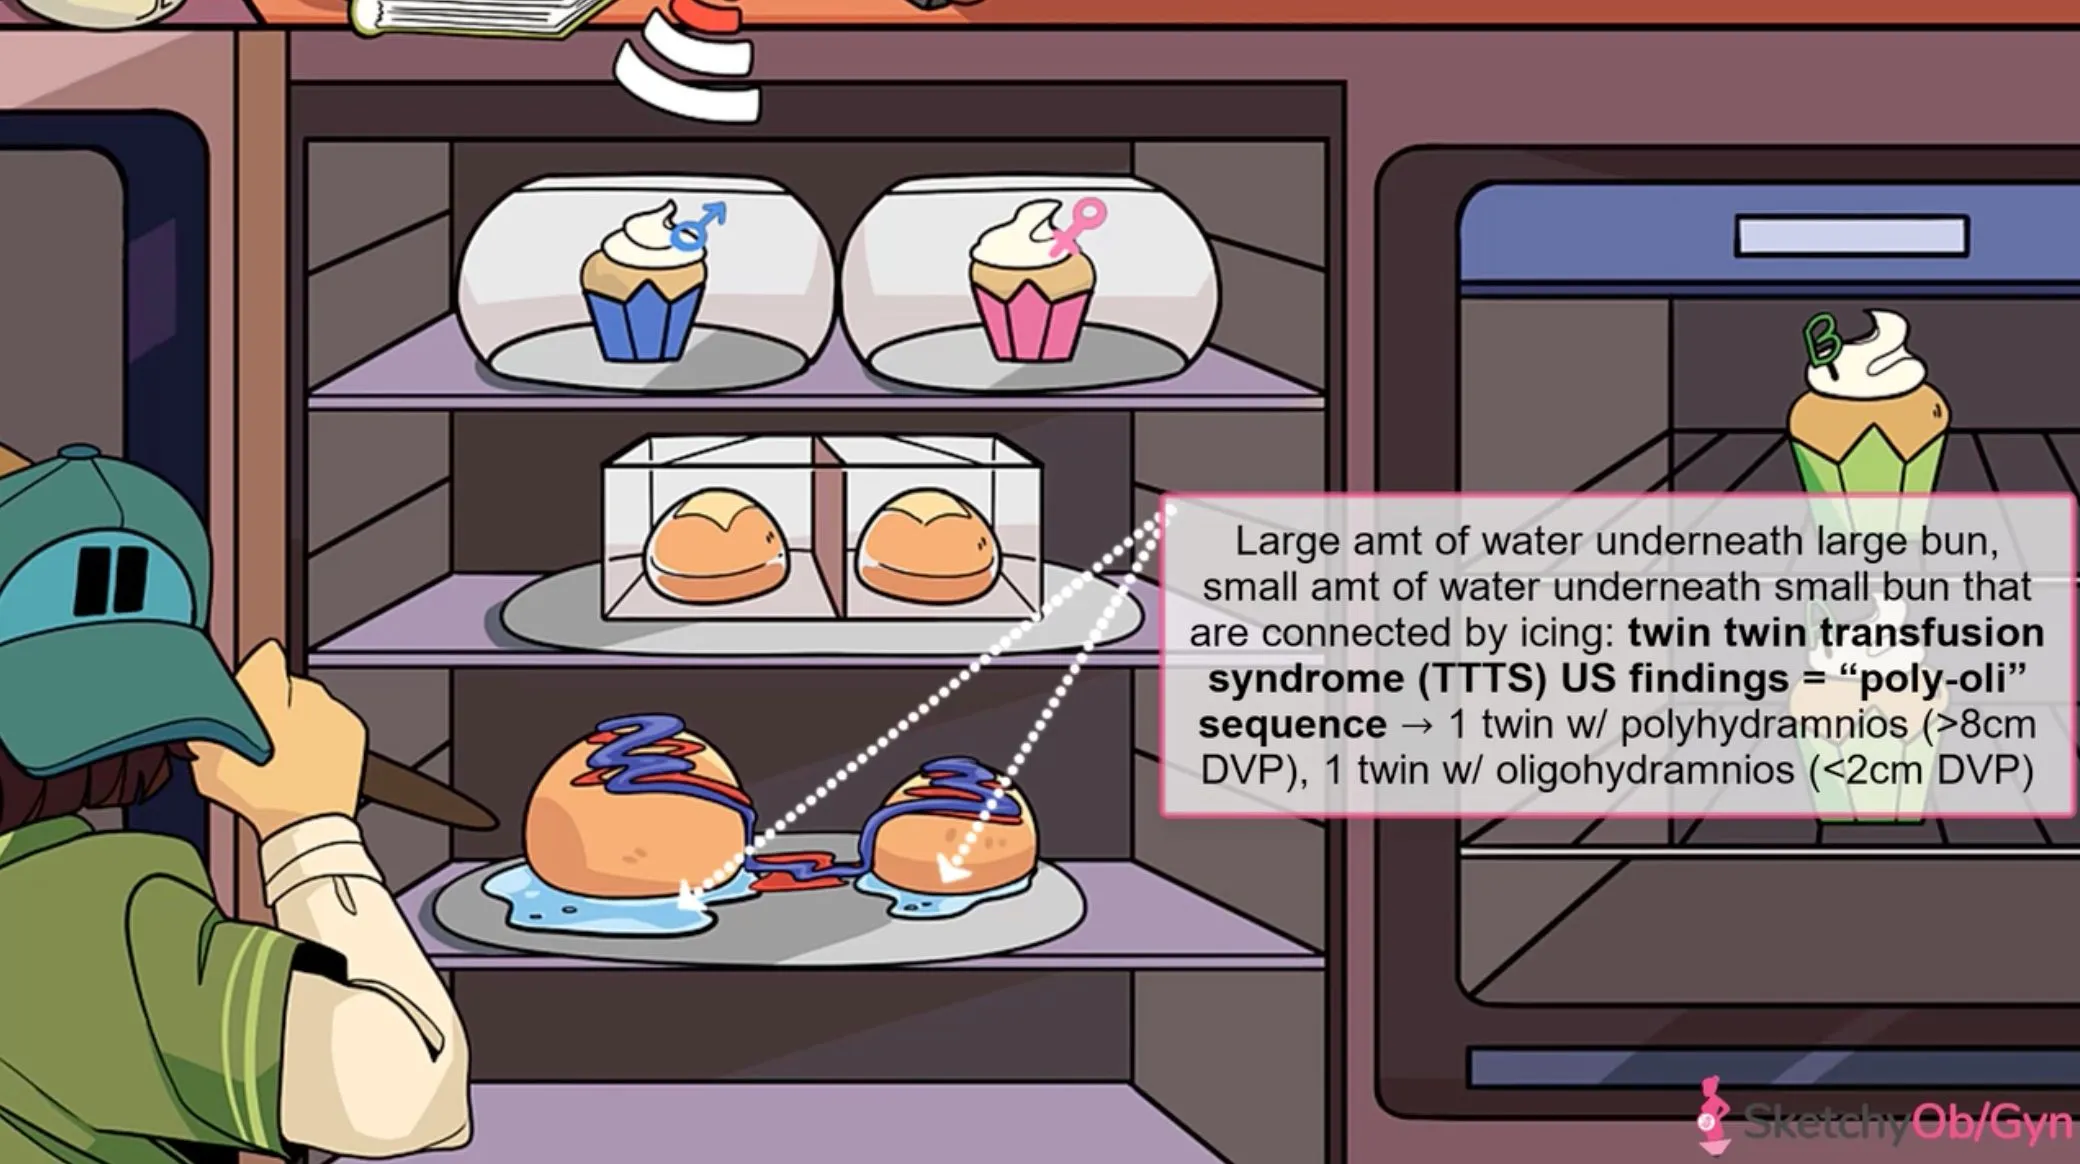 B
Large amt of water underneath large bun,
small amt of water underneath small bun that
are connected by icing: twin twin transfusion
syndrome (TTTS) US findings = “poly-oli”
sequence → 1 twin w/ polyhydramnios (>8cm
DVP), 1 twin w/ oligohydramnios (<2cm DVP)
SketchyOb/Gyn